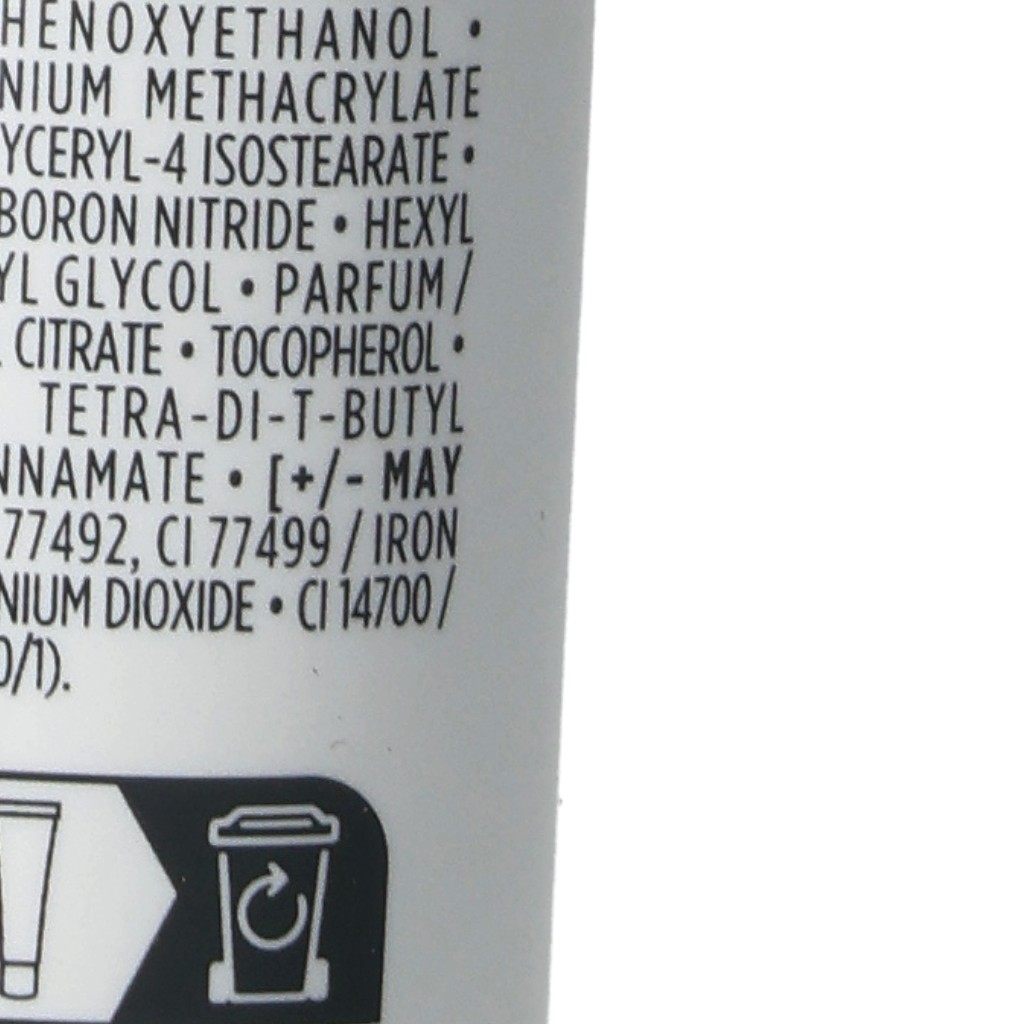 HENOXYETHANOL •
NIUM METHACRYLATE
YCERYL-4 ISOSTEARATE •
BORON NITRIDE • HEXYL
YL GLYCOL • PARFUM /
CITRATE • TOCOPHEROL •
TETRA-DI-T-BUTYL
NNAMATE • [+/- MAY
77492, CI 77499 / IRON
NIUM DIOXIDE • CI 14700 /
0/1).